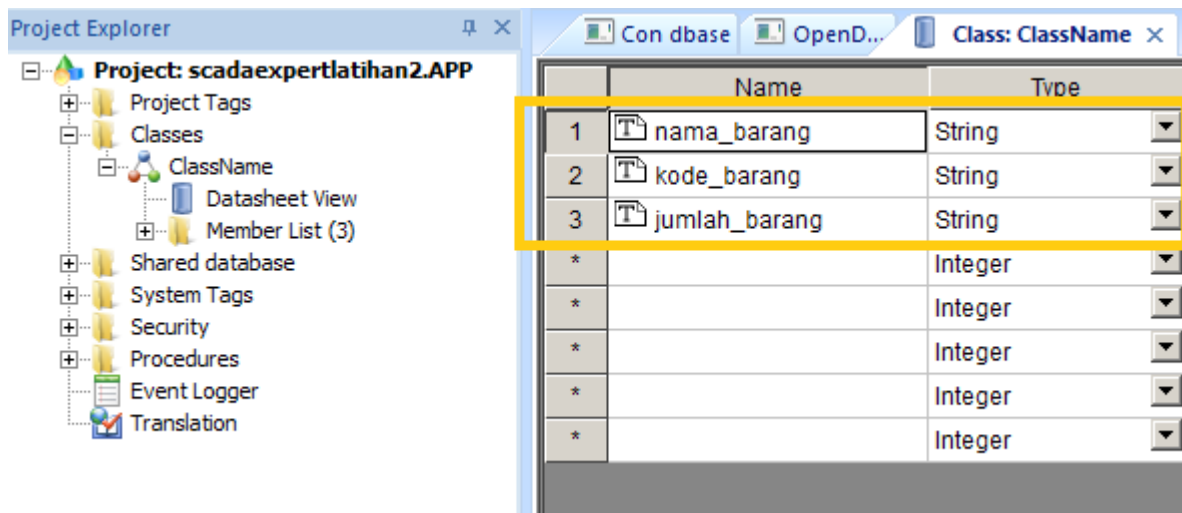 Project Explorer
Project: scadaexpertlatihan2.APP
Project Tags
Classes
ClassName
Datasheet View
Member List (3)
Shared database
System Tags
Security
Procedures
Event Logger
Translation
Con dbase OpenD... Class: ClassName
Name Type
1 nama_barang String
2 kode_barang String
3 jumlah_barang String
* Integer
* Integer
* Integer
* Integer
* Integer